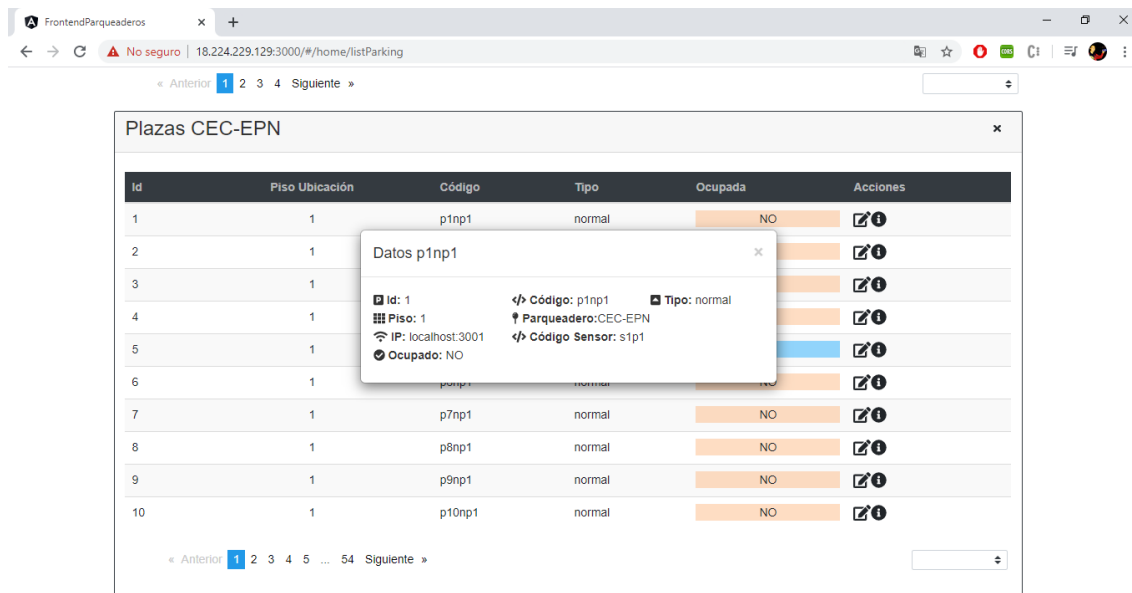 FrontendParqueaderos
No seguro | 18.224.229.129:3000/#/home/listParking
« Anterior 1 2 3 4 Siguiente »
Plazas CEC-EPN
Id Piso Ubicación Código Tipo Ocupada Acciones
1 1 p1np1 normal NO
2 1
3 1
4 1
5 1
Datos p1np1
Id: 1 Código: p1np1 Tipo: normal
Piso: 1 Parqueadero:CEC-EPN
IP: localhost:3001 Código Sensor: s1p1
Ocupado: NO
6 1 p6np1 normal NO
7 1 p7np1 normal NO
8 1 p8np1 normal NO
9 1 p9np1 normal NO
10 1 p10np1 normal NO
« Anterior 1 2 3 4 5 ... 54 Siguiente »